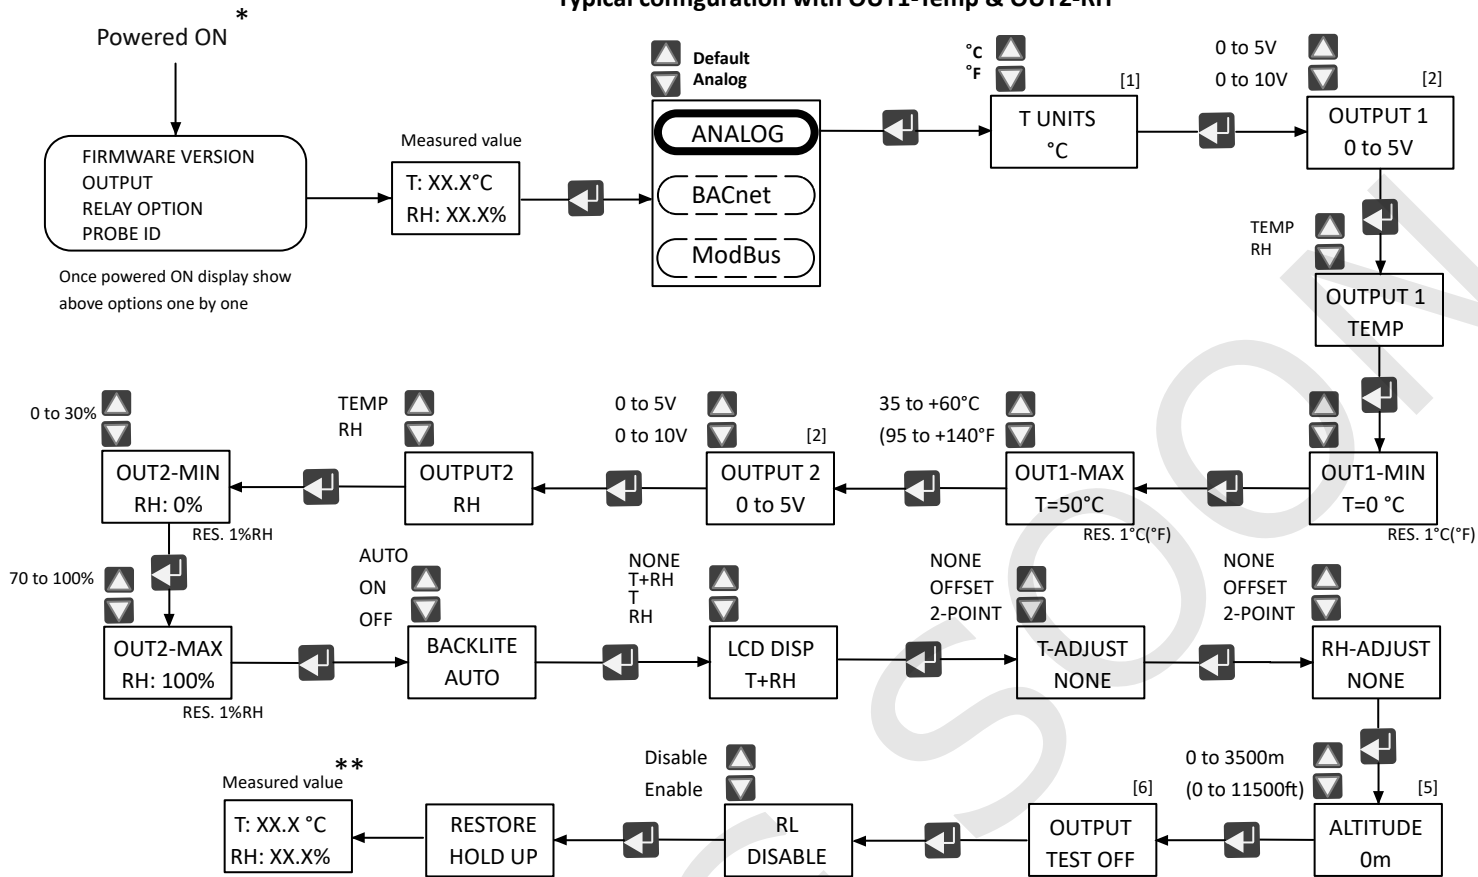 Typical configuration with OUT1-Temp & OUT2-RH
Powered ON *
FIRMWARE VERSION
OUTPUT
RELAY OPTION
PROBE ID
Once powered ON display show
above options one by one
Measured value
T: XX.X°C
RH: XX.X%
Default
Analog
ANALOG
BACnet
ModBus
°C
°F
[1]
T UNITS
°C
0 to 5V
0 to 10V
[2]
OUTPUT 1
0 to 5V
TEMP
RH
OUTPUT 1
TEMP
OUT1-MIN
T=0 °C
RES. 1°C(°F)
35 to +60°C
(95 to +140°F
OUT1-MAX
T=50°C
RES. 1°C(°F)
0 to 5V
0 to 10V
[2]
OUTPUT 2
0 to 5V
TEMP
RH
OUTPUT2
RH
0 to 30%
OUT2-MIN
RH: 0%
RES. 1%RH
70 to 100%
OUT2-MAX
RH: 100%
RES. 1%RH
AUTO
ON
OFF
BACKLITE
AUTO
NONE
T+RH
T
RH
LCD DISP
T+RH
NONE
OFFSET
2-POINT
T-ADJUST
NONE
NONE
OFFSET
2-POINT
RH-ADJUST
NONE
0 to 3500m
(0 to 11500ft)
[5]
ALTITUDE
0m
[6]
OUTPUT
TEST OFF
Disable
Enable
RL
DISABLE
RESTORE
HOLD UP
Measured value **
T: XX.X °C
RH: XX.X%
SOON